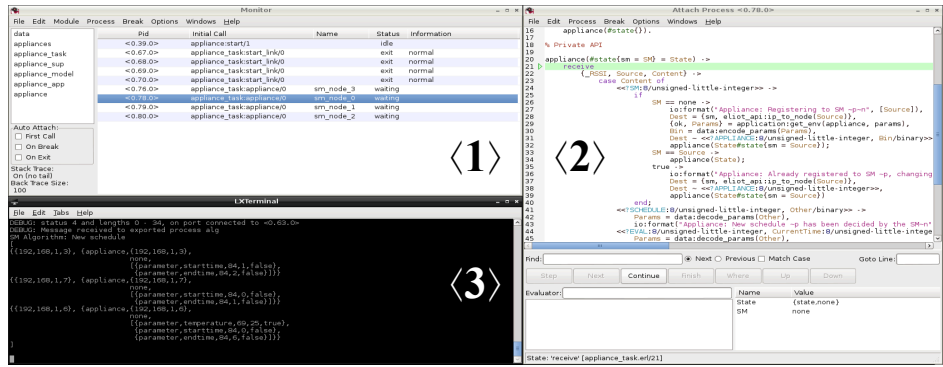 Monitor
File Edit Module Process Break Options Windows Help
data
appliances
appliance_task
appliance_sup
appliance_model
appliance_app
appliance
Auto Attach:
First Call
On Break
On Exit
Stack Trace:
On (no tail)
Back Trace Size:
100
Pid Initial Call Name Status Information
<0.39.0> appliance:start/1 idle
<0.67.0> appliance_task:start_link/0 exit normal
<0.68.0> appliance_task:start_link/0 exit normal
<0.69.0> appliance_task:start_link/0 exit normal
<0.70.0> appliance_task:start_link/0 exit normal
<0.76.0> appliance_task:appliance/0 sm_node_3 waiting
<0.78.0> appliance_task:appliance/0 sm_node_0 waiting
<0.79.0> appliance_task:appliance/0 sm_node_1 waiting
<0.80.0> appliance_task:appliance/0 sm_node_2 waiting
⟨1⟩
LXTerminal
File Edit Tabs Help
DEBUG: status 4 and lengths 0 - 34, on port connected to <0.63.0>
DEBUG: Message received to exported process alg
SM Algorithm: New schedule
[
{{192,168,1,3}, {appliance,{192,168,1,3},
none,
[{parameter,starttime,84,1,false},
{parameter,endtime,84,2,false}]}}
{{192,168,1,7}, {appliance,{192,168,1,7},
none,
[{parameter,starttime,84,0,false},
{parameter,endtime,84,1,false}]}}
{{192,168,1,6}, {appliance,{192,168,1,6},
none,
[{parameter,temperature,69,25,true},
{parameter,starttime,84,0,false},
{parameter,endtime,84,6,false}]}}
]
⟨3⟩
Attach Process <0.78.0>
File Edit Process Break Options Windows Help
16 appliance(#state{}).
17
18 % Private API
19
20 appliance(#state{sm = SM} = State) ->
21 receive
22 {_RSSI, Source, Content} ->
23 case Content of
24 <<?SM:8/unsigned-little-integer>> ->
25 if
26 SM == none ->
27 io:format("Appliance: Registering to SM ~p~n", [Source]),
28 Dest = {sm, eliot_api:ip_to_node(Source)},
29 {ok, Params} = application:get_env(appliance, params),
30 Bin = data:encode_params(Params),
31 Dest ~ <<?APPLIANCE:8/unsigned-little-integer, Bin/binary>>
32 appliance(State#state{sm = Source});
33 SM == Source ->
34 appliance(State);
35 true ->
36 io:format("Appliance: Already registered to SM ~p, changing
37 Dest = {sm, eliot_api:ip_to_node(Source)},
38 Dest ~ <<?APPLIANCE:8/unsigned-little-integer>>,
39 appliance(State#state{sm = Source})
40 end;
41 <<?SCHEDULE:8/unsigned-little-integer, Other/binary>> ->
42 Params = data:decode_params(Other),
43 io:format("Appliance: New schedule ~p has been decided by the SM~n"
44 <<?EVAL:8/unsigned-little-integer, CurrentTime:8/unsigned-little-intege
45 Params = data:decode_params(Other),
⟨2⟩
Find: Next Previous Match Case Goto Line:
Step Next Continue Finish Where Up Down
Evaluator:
Name Value
State {state,none}
SM none
State: 'receive' [appliance_task.erl/21]